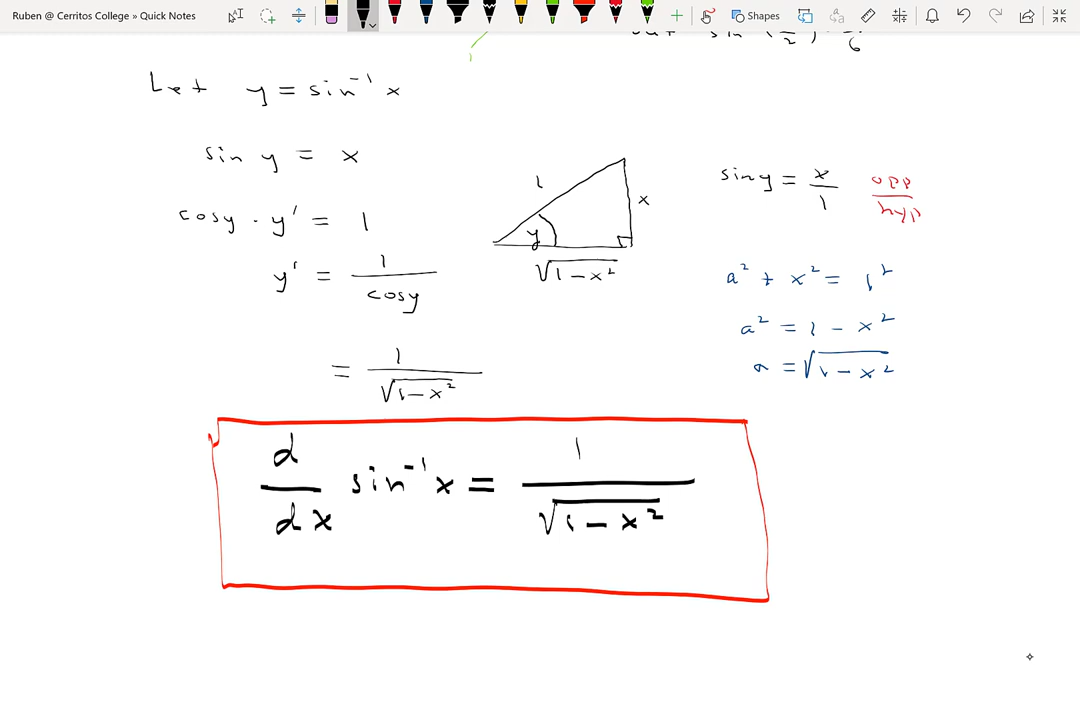 Ruben @ Cerritos College » Quick Notes
Shapes
Let y = sin⁻¹ x
sin y = x
cos y · y' = 1
y' = 1 / cos y
= 1 / √(1 − x²)
1
x
y
√(1 − x²)
sin y = x / 1
opp / hyp
a² + x² = 1²
a² = 1 − x²
a = √(1 − x²)
d/dx sin⁻¹ x = 1 / √(1 − x²)